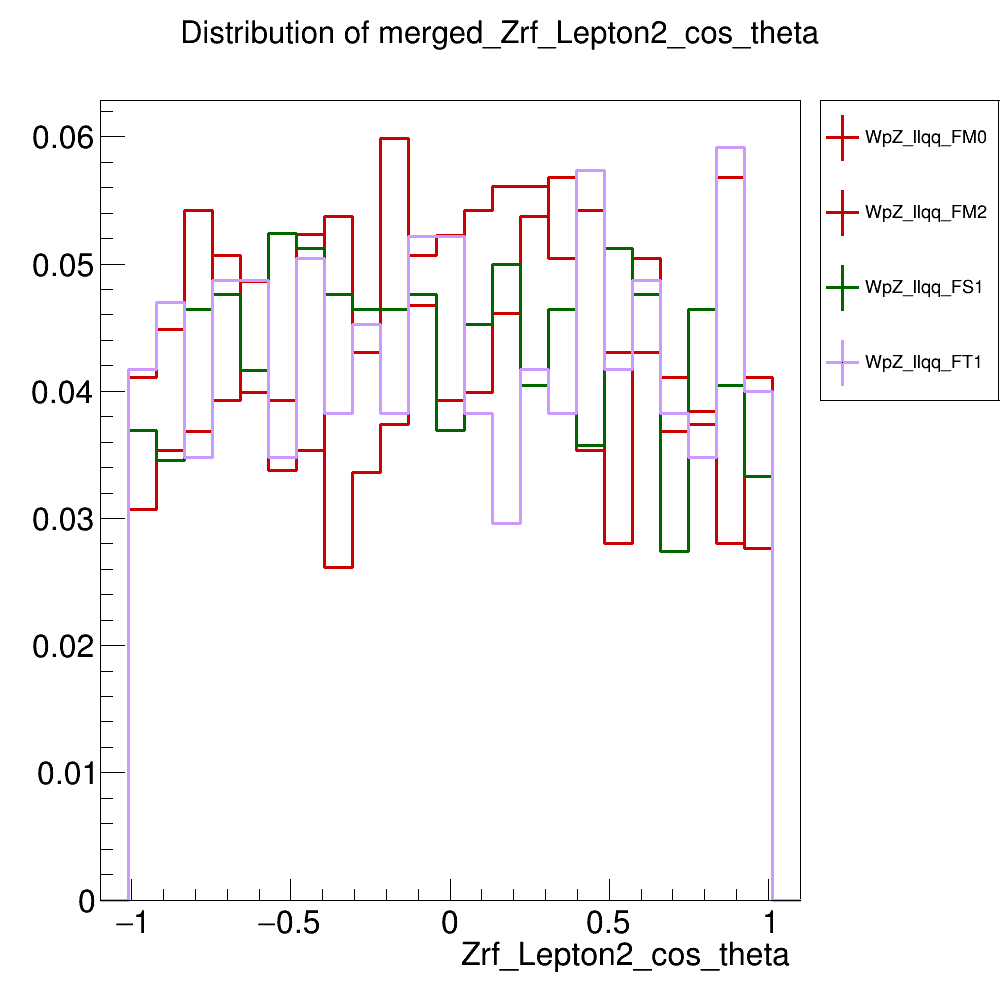 Distribution of merged_Zrf_Lepton2_cos_theta
WpZ_llqq_FM0
WpZ_llqq_FM2
WpZ_llqq_FS1
WpZ_llqq_FT1
0.06
0.05
0.04
0.03
0.02
0.01
0
−1 −0.5 0 0.5 1
Zrf_Lepton2_cos_theta